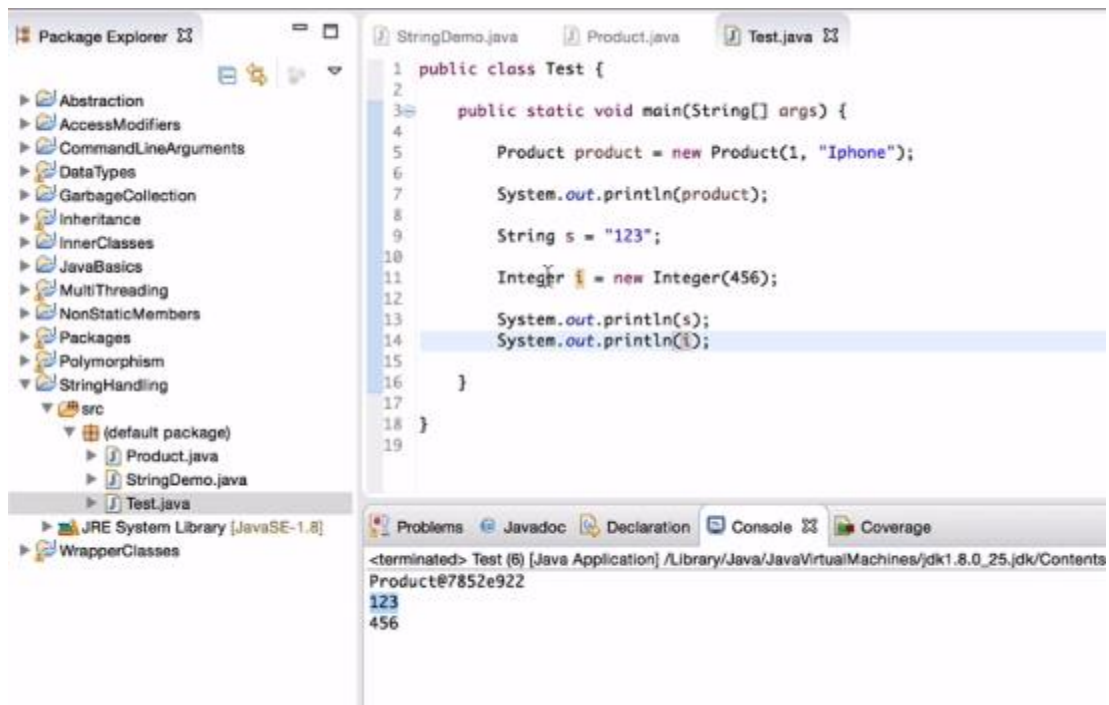 Package Explorer
Abstraction
AccessModifiers
CommandLineArguments
DataTypes
GarbageCollection
Inheritance
InnerClasses
JavaBasics
MultiThreading
NonStaticMembers
Packages
Polymorphism
StringHandling
src
(default package)
Product.java
StringDemo.java
Test.java
JRE System Library [JavaSE-1.8]
WrapperClasses
StringDemo.java Product.java Test.java
1 public class Test {
2
3 public static void main(String[] args) {
4
5 Product product = new Product(1, "Iphone");
6
7 System.out.println(product);
8
9 String s = "123";
10
11 Integer i = new Integer(456);
12
13 System.out.println(s);
14 System.out.println(i);
15
16 }
17
18 }
19
Problems Javadoc Declaration Console Coverage
<terminated> Test (6) [Java Application] /Library/Java/JavaVirtualMachines/jdk1.8.0_25.jdk/Contents
Product@7852e922
123
456